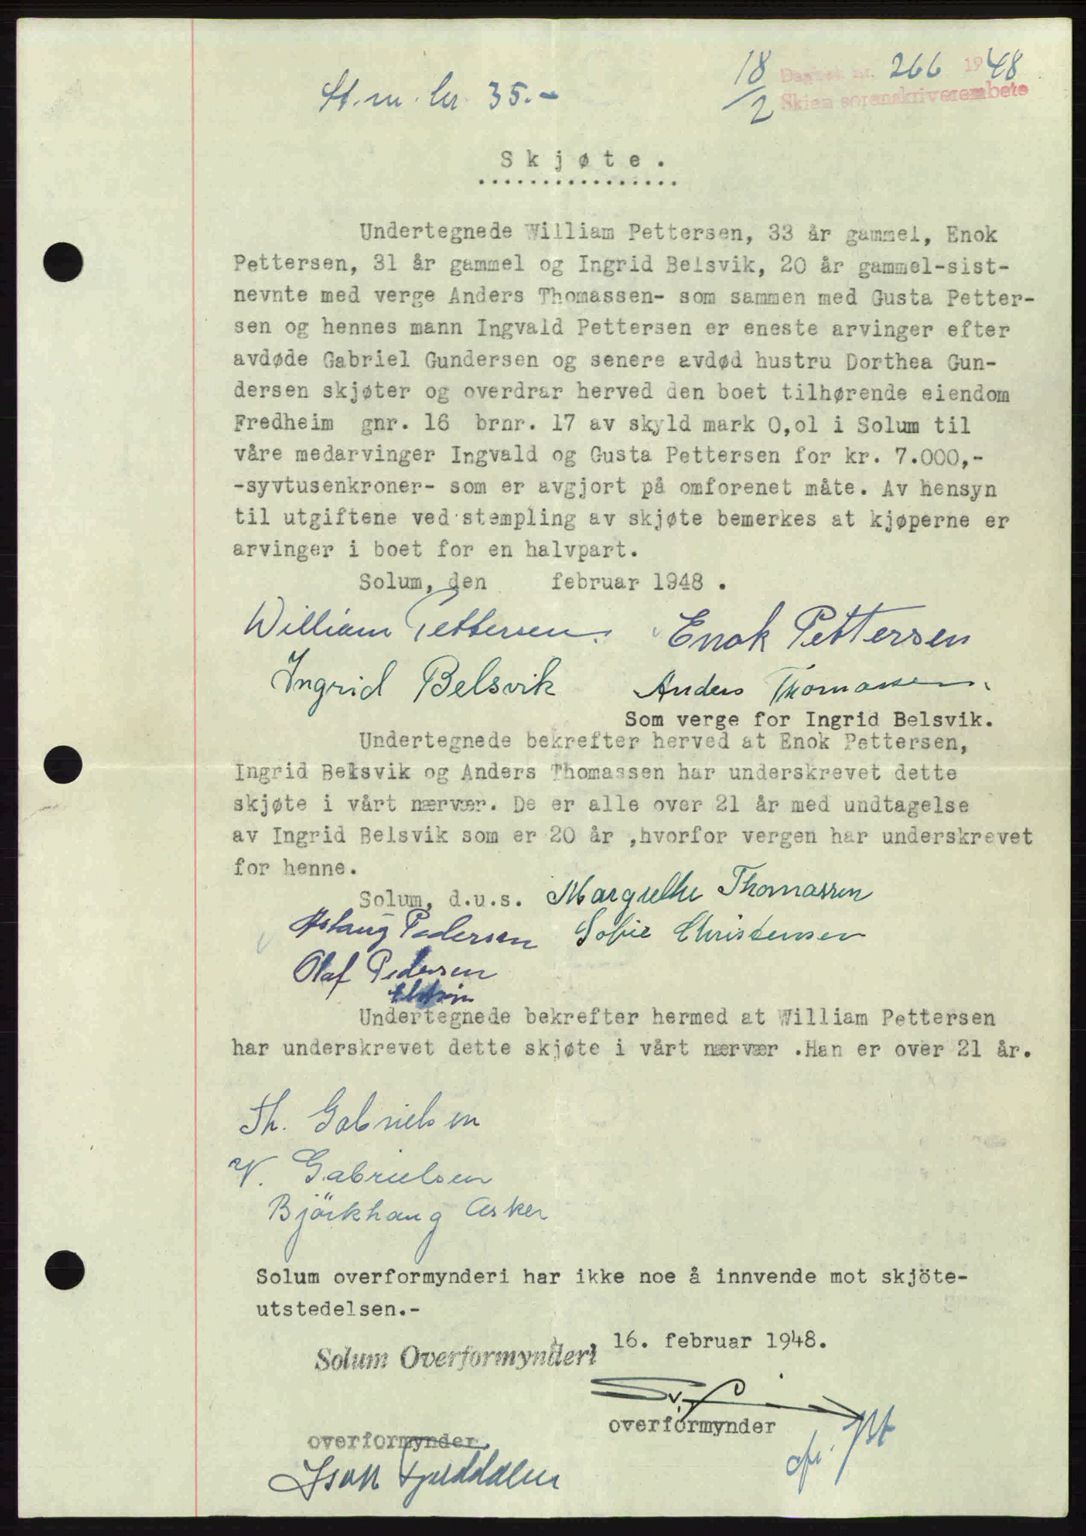 St.m. kr. 35.-
18/2 Dagbok nr. 266 1948
Skien sorenskriverembete
Skjøte.
Undertegnede William Pettersen, 33 år gammel, Enok
Pettersen, 31 år gammel og Ingrid Belsvik, 20 år gammel-sist-
nevnte med verge Anders Thomassen- som sammen med Gusta Petter-
sen og hennes mann Ingvald Pettersen er eneste arvinger efter
avdøde Gabriel Gundersen og senere avdød hustru Dorthea Gun-
dersen skjøter og overdrar herved den boet tilhørende eiendom
Fredheim gnr. 16 brnr. 17 av skyld mark 0,01 i Solum til
våre medarvinger Ingvald og Gusta Pettersen for kr. 7.000,-
-syvtusenkroner- som er avgjort på omforenet måte. Av hensyn
til utgiftene ved stempling av skjøte bemerkes at kjøperne er
arvinger i boet for en halvpart.
Solum, den februar 1948 .
William Pettersen. Enok Pettersen
Ingrid Belsvik Anders Thomassen.
Som verge for Ingrid Belsvik.
Undertegnede bekrefter herved at Enok Pettersen,
Ingrid Belsvik og Anders Thomassen har underskrevet dette
skjøte i vårt nærvær. De er alle over 21 år med undtagelse
av Ingrid Belsvik som er 20 år ,hvorfor vergen har underskrevet
for henne.
Solum, d.u.s. Margrethe Thomassen
Aslaug Pedersen Sofie Christensen
Olaf Pedersen
Undertegnede bekrefter hermed at William Pettersen
har underskrevet dette skjøte i vårt nærvær .Han er over 21 år.
Th. Gabrielsen
V. Gabrielsen
Björkhaug Asker
Solum overformynderi har ikke noe å innvende mot skjöte-
utstedelsen.-
16. februar 1948.
Solum Overformynderi
overformynder
overformynder.